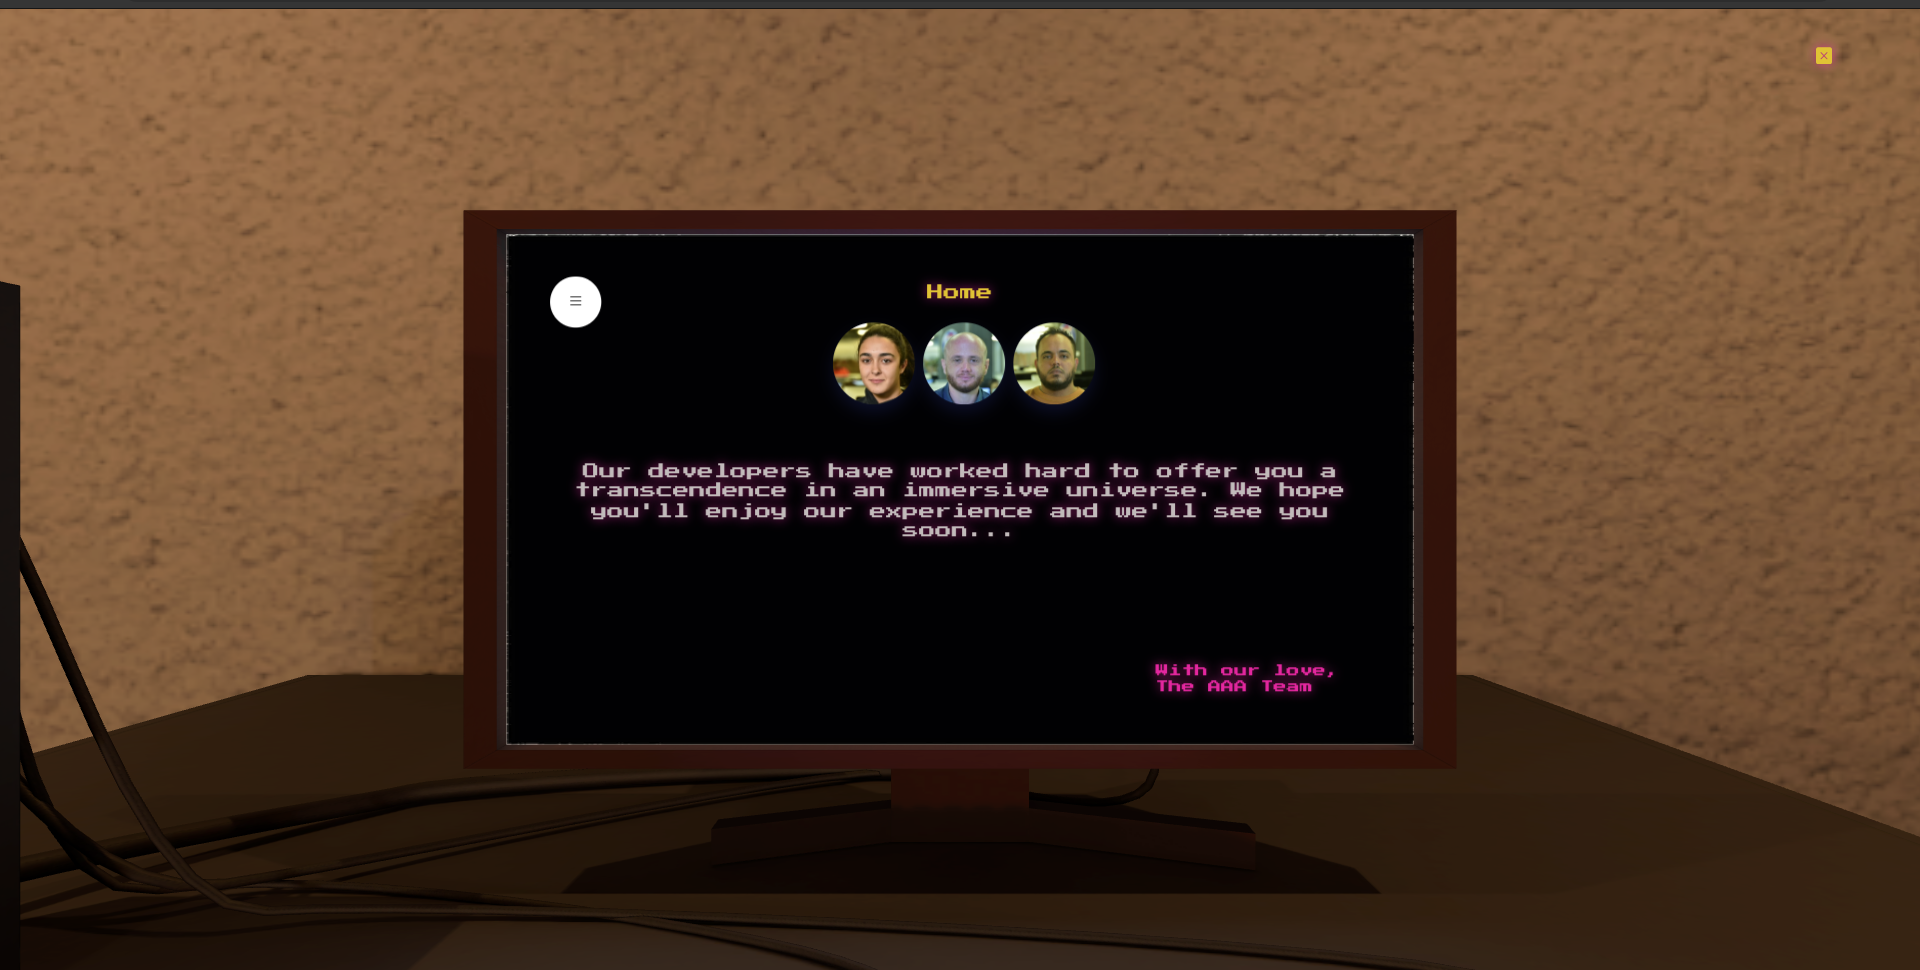 Home
Our developers have worked hard to offer you a
transcendence in an immersive universe. We hope
you'll enjoy our experience and we'll see you
soon...
With our love,
The AAA Team